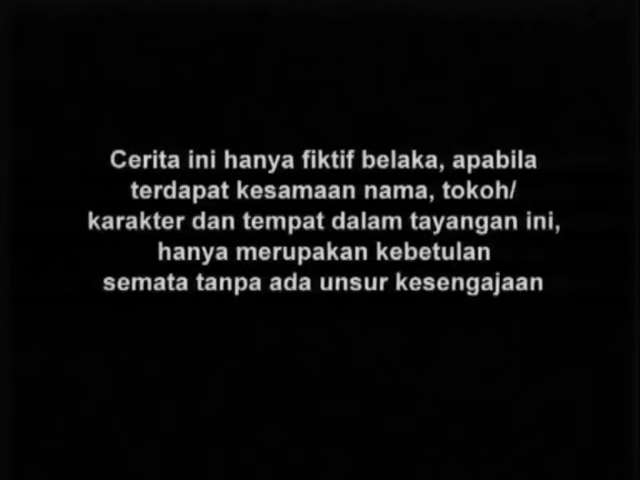 Cerita ini hanya fiktif belaka, apabila
terdapat kesamaan nama, tokoh/
karakter dan tempat dalam tayangan ini,
hanya merupakan kebetulan
semata tanpa ada unsur kesengajaan